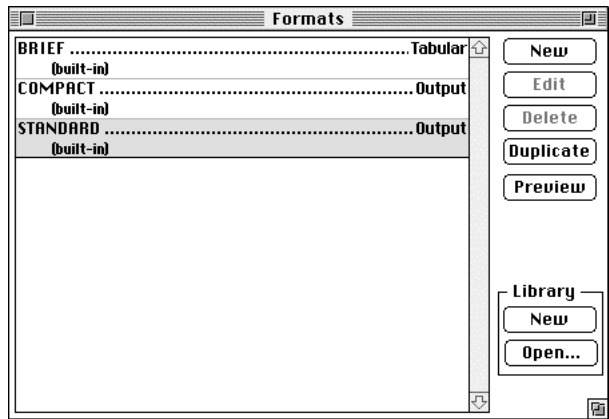 Formats
BRIEF ........................................................Tabular
(built-in)
COMPACT ...................................................Output
(built-in)
STANDARD ..................................................Output
(built-in)
New
Edit
Delete
Duplicate
Preview
Library
New
Open...